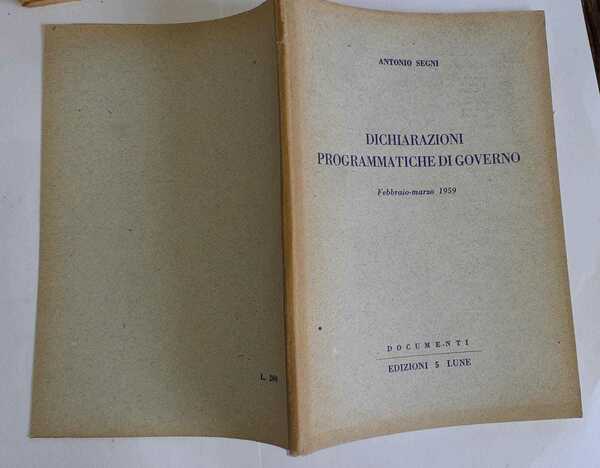 ANTONIO SEGNI
DICHIARAZIONI
PROGRAMMATICHE DI GOVERNO
Febbraio-marzo 1959
DOCUMENTI
EDIZIONI 5 LUNE
L. 200